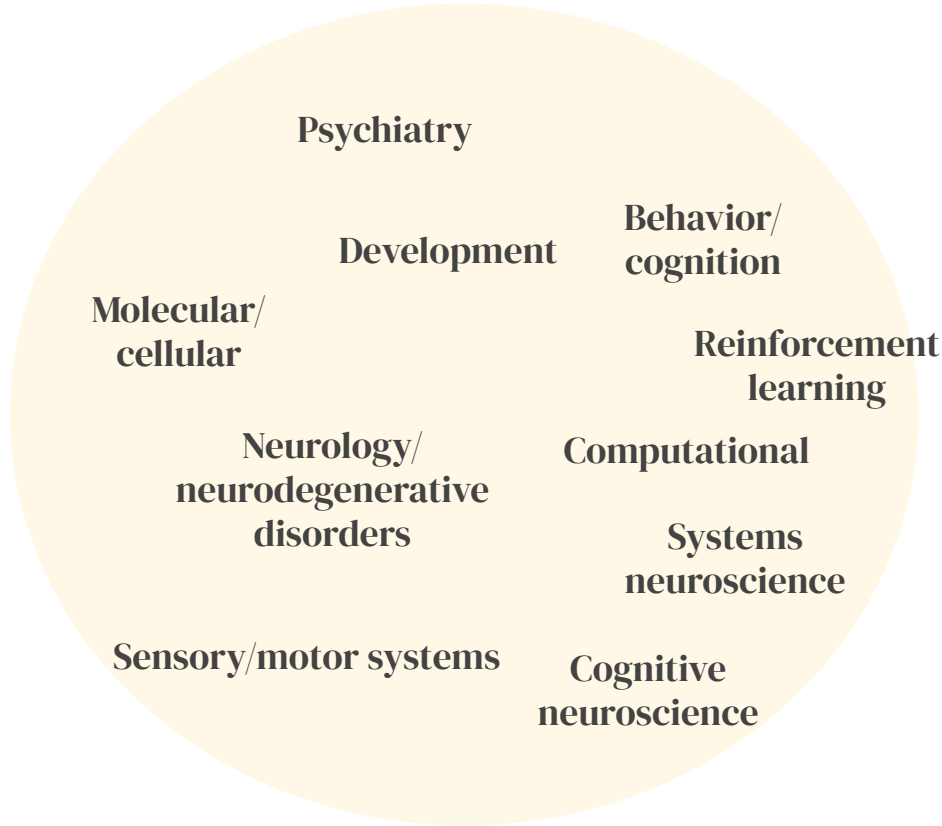 Psychiatry
Behavior/
cognition
Development
Molecular/
cellular
Reinforcement
learning
Neurology/
neurodegenerative
disorders
Computational
Systems
neuroscience
Sensory/motor systems
Cognitive
neuroscience